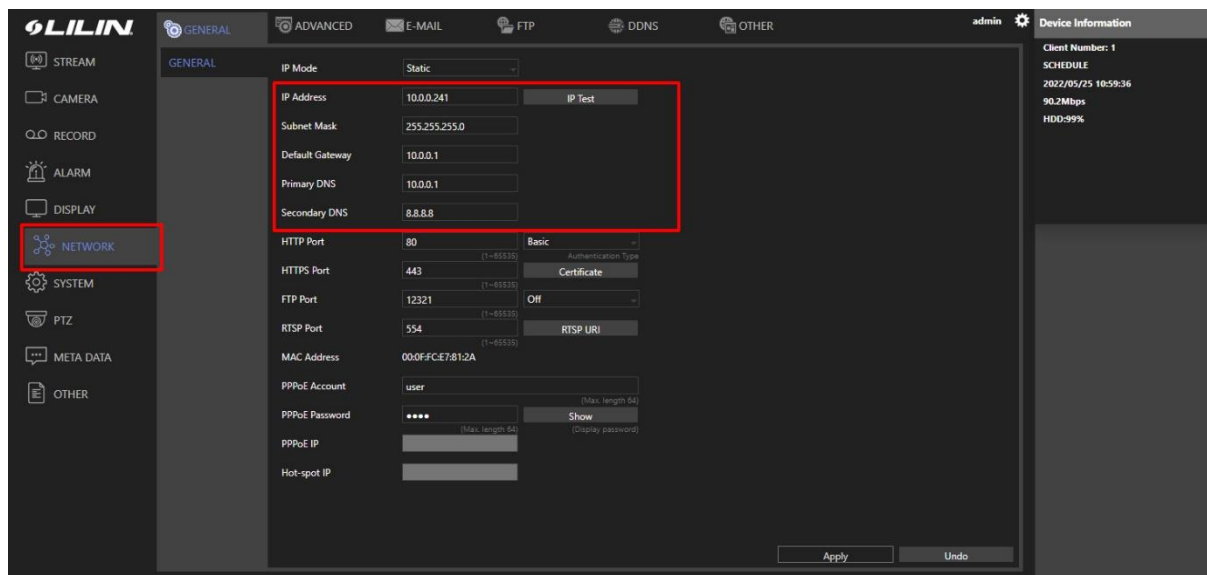 LILIN
GENERAL
ADVANCED
E-MAIL
FTP
DDNS
OTHER
admin
Device Information
STREAM
CAMERA
RECORD
ALARM
DISPLAY
NETWORK
SYSTEM
PTZ
META DATA
OTHER
GENERAL
IP Mode Static
IP Address 10.0.0.241 IP Test
Subnet Mask 255.255.255.0
Default Gateway 10.0.0.1
Primary DNS 10.0.0.1
Secondary DNS 8.8.8.8
HTTP Port 80 Basic
(1~65535) Authentication Type
HTTPS Port 443 Certificate
(1~65535)
FTP Port 12321 Off
(1~65535)
RTSP Port 554 RTSP URI
(1~65535)
MAC Address 00:0F:FC:E7:81:2A
PPPoE Account user
(Max. length 64)
PPPoE Password •••• Show
(Max. length 64) (Display password)
PPPoE IP
Hot-spot IP
Apply Undo
Client Number: 1
SCHEDULE
2022/05/25 10:59:36
90.2Mbps
HDD:99%